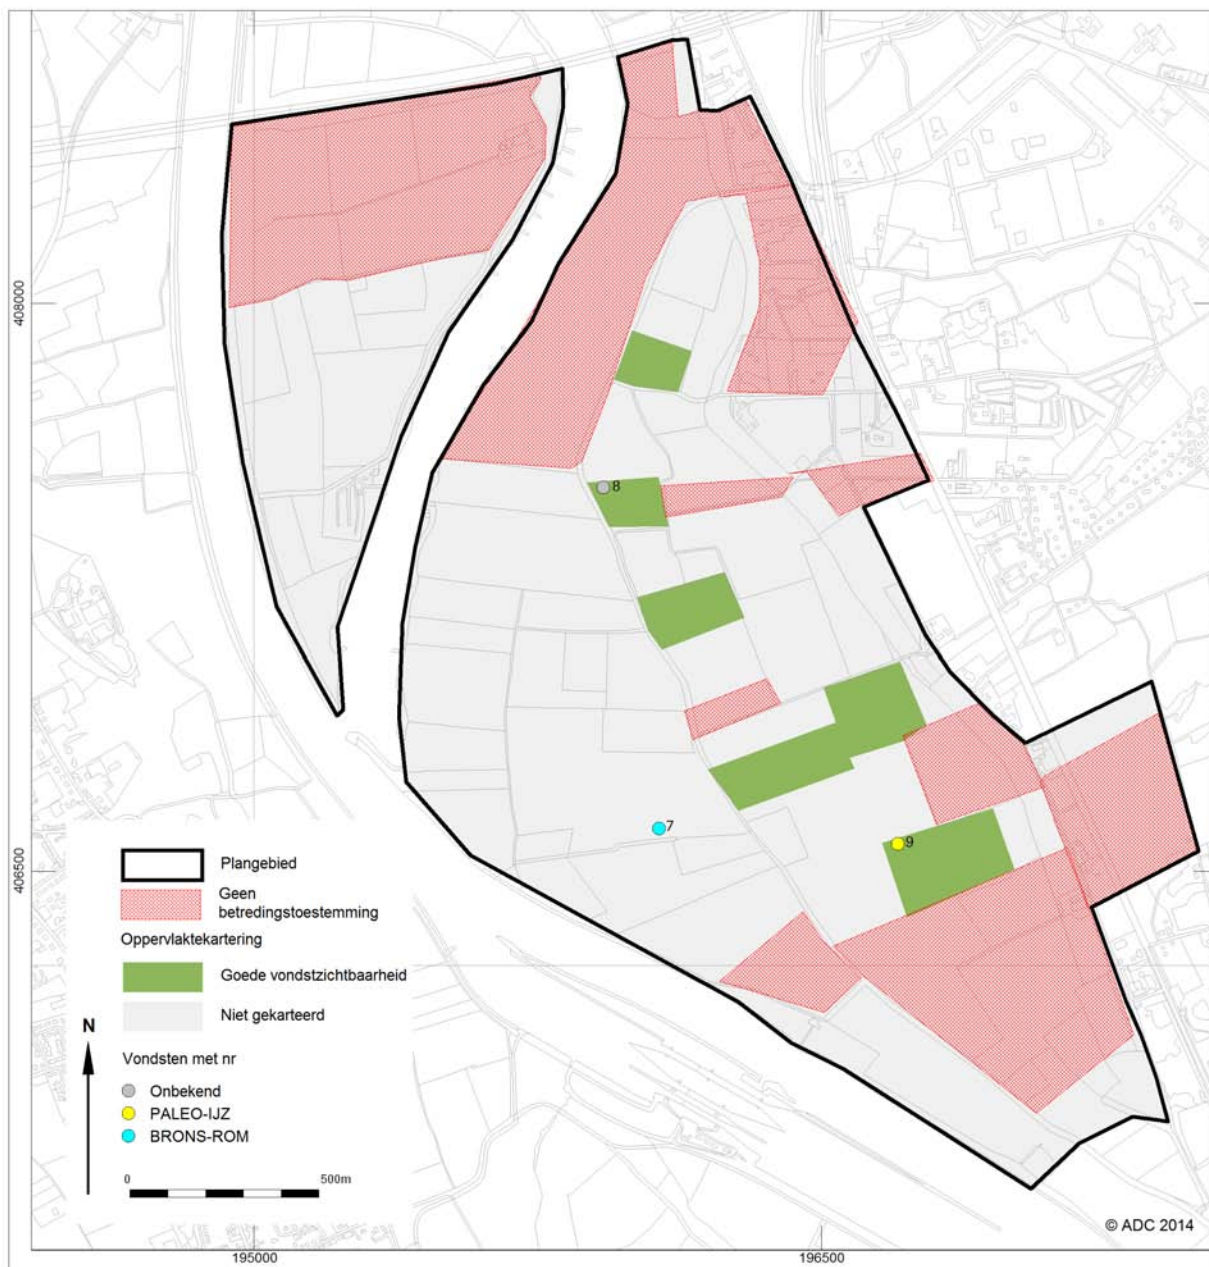 408000
8
7
9
406500
Plangebied
Geen
betredingstoestemming
Oppervlaktekartering
Goede vondstzichtbaarheid
Niet gekarteerd
N
Vondsten met nr
Onbekend
PALEO-IJZ
BRONS-ROM
0 500m
© ADC 2014
195000 196500